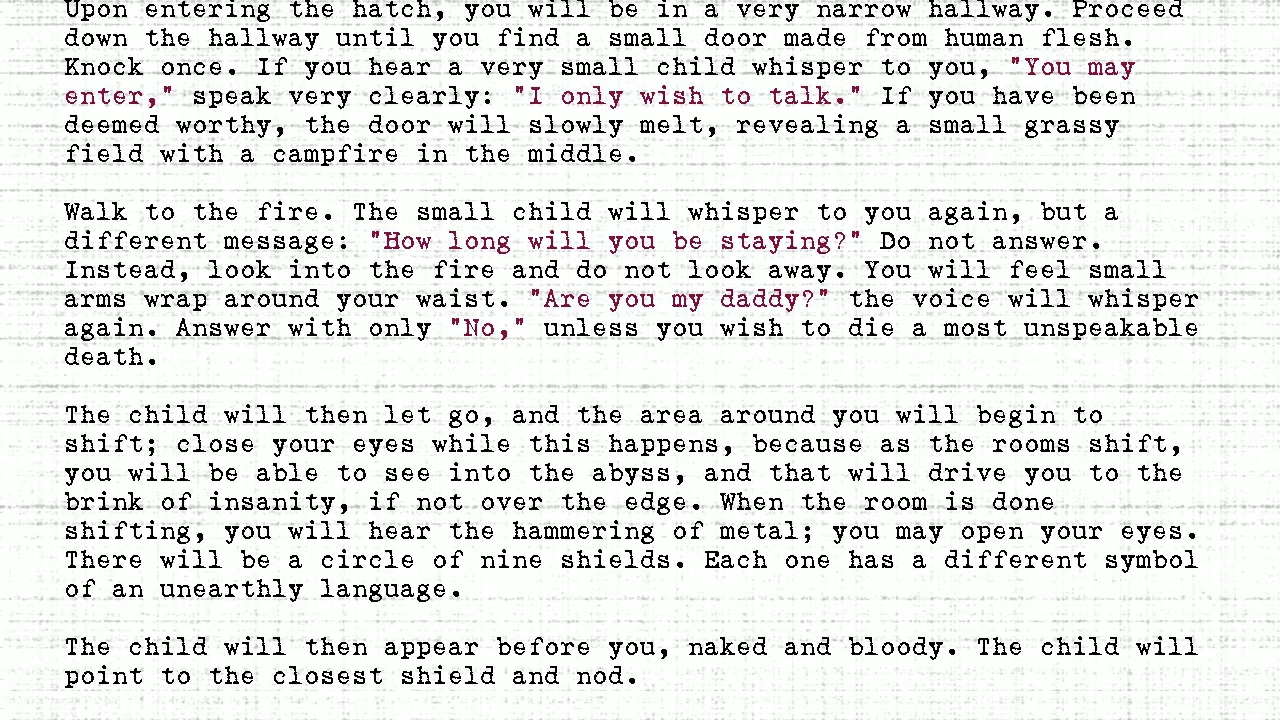 Upon entering the hatch, you will be in a very narrow hallway. Proceed
down the hallway until you find a small door made from human flesh.
Knock once. If you hear a very small child whisper to you, "You may
enter," speak very clearly: "I only wish to talk." If you have been
deemed worthy, the door will slowly melt, revealing a small grassy
field with a campfire in the middle.
Walk to the fire. The small child will whisper to you again, but a
different message: "How long will you be staying?" Do not answer.
Instead, look into the fire and do not look away. You will feel small
arms wrap around your waist. "Are you my daddy?" the voice will whisper
again. Answer with only "No," unless you wish to die a most unspeakable
death.
The child will then let go, and the area around you will begin to
shift; close your eyes while this happens, because as the rooms shift,
you will be able to see into the abyss, and that will drive you to the
brink of insanity, if not over the edge. When the room is done
shifting, you will hear the hammering of metal; you may open your eyes.
There will be a circle of nine shields. Each one has a different symbol
of an unearthly language.
The child will then appear before you, naked and bloody. The child will
point to the closest shield and nod.